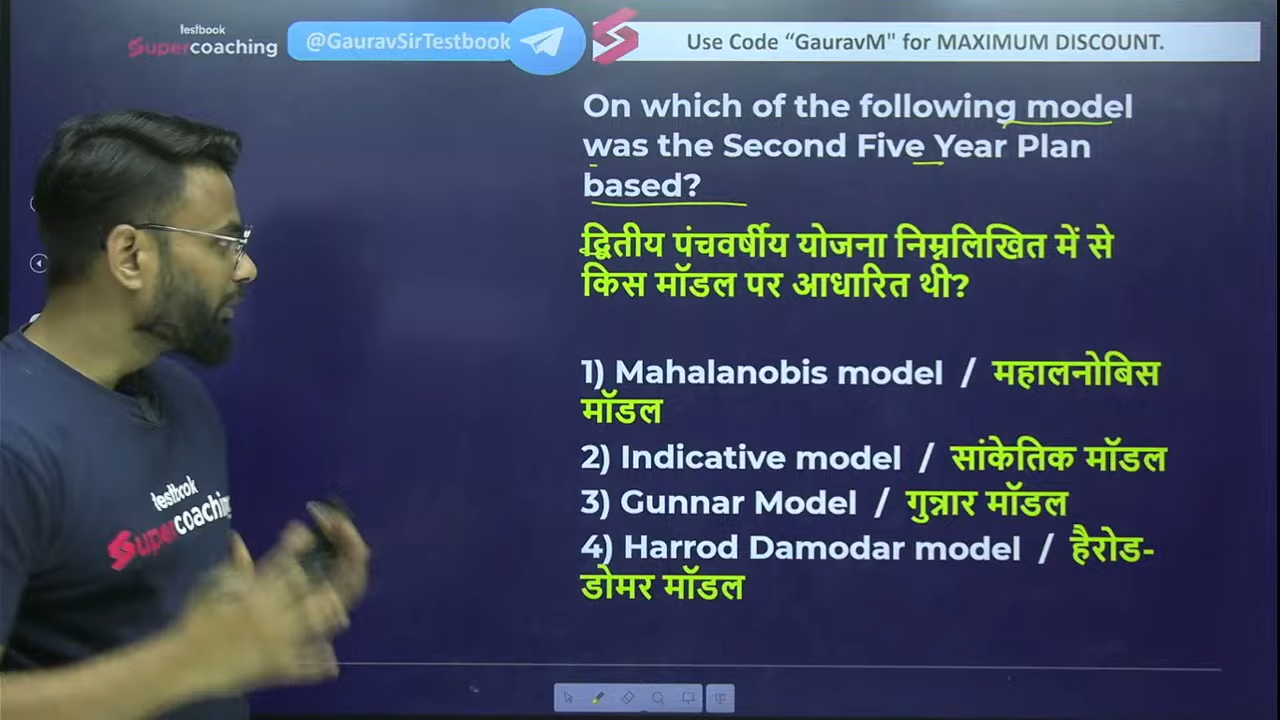 testbook
Supercoaching
@GauravSirTestbook
Use Code “GauravM" for MAXIMUM DISCOUNT.
On which of the following model
was the Second Five Year Plan
based?
द्वितीय पंचवर्षीय योजना निम्नलिखित में से
किस मॉडल पर आधारित थी?
1) Mahalanobis model / महालनोबिस
मॉडल
2) Indicative model / सांकेतिक मॉडल
3) Gunnar Model / गुन्नार मॉडल
4) Harrod Damodar model / हैरोड-
डोमर मॉडल
testbook
Supercoaching